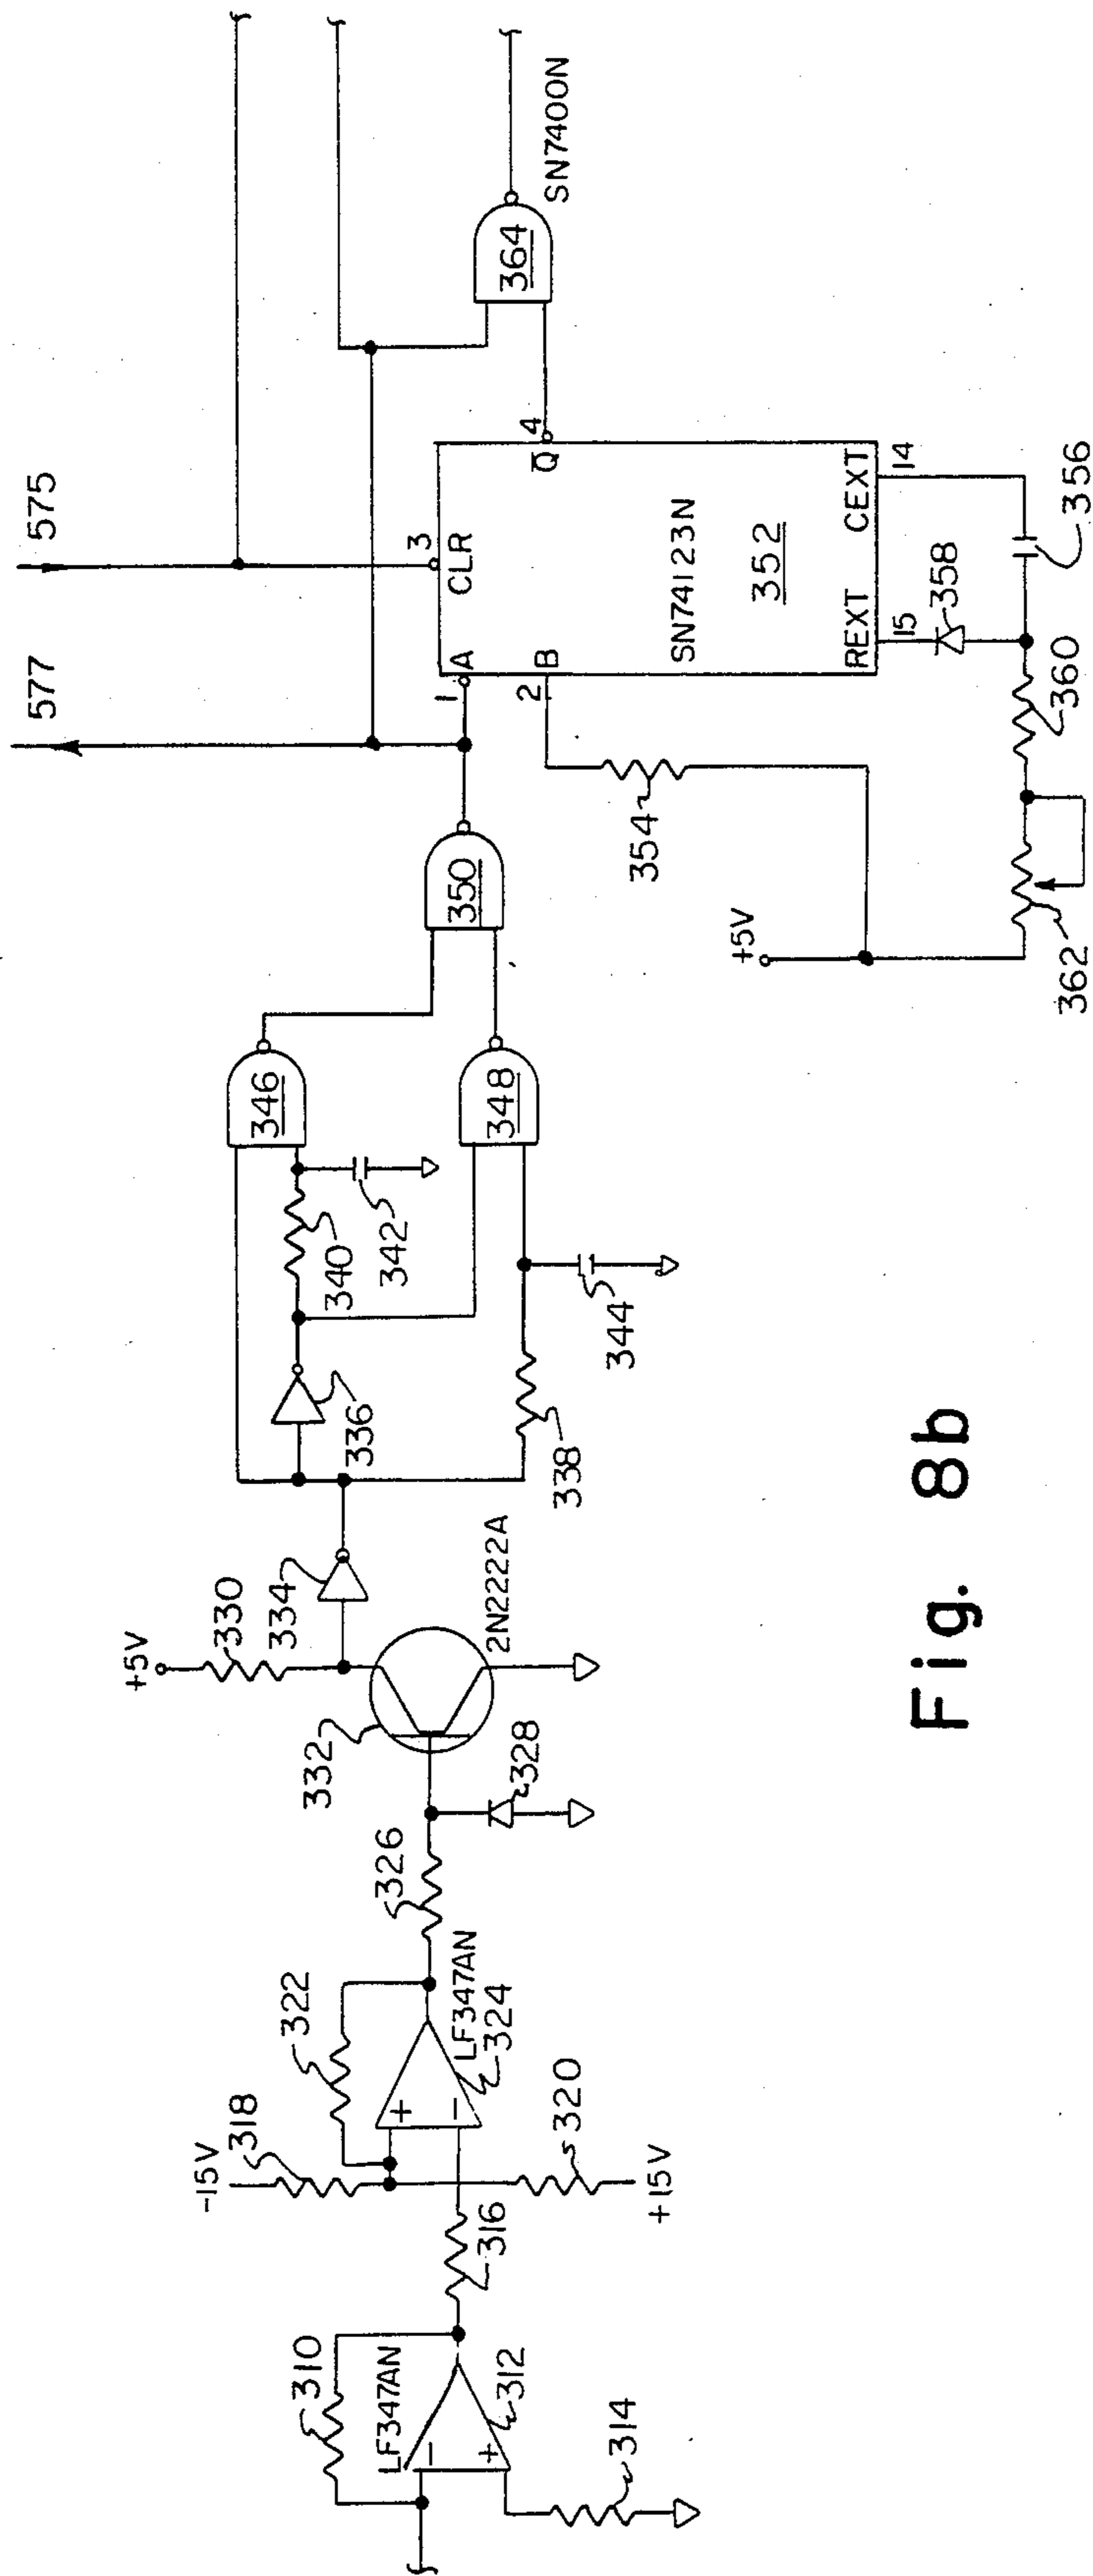 577
575
SN7400N
364
1
A
3
CLR
4
Q̅
2
B
SN74123N
352
REXT
CEXT
15
14
358
356
360
362
354
+5V
350
346
348
340
342
344
336
338
+5V
330
334
332
2N2222A
328
326
322
LF347AN
324
-15V
318
320
+15V
316
310
LF347AN
312
314
-
+
+
-
Fig. 8b